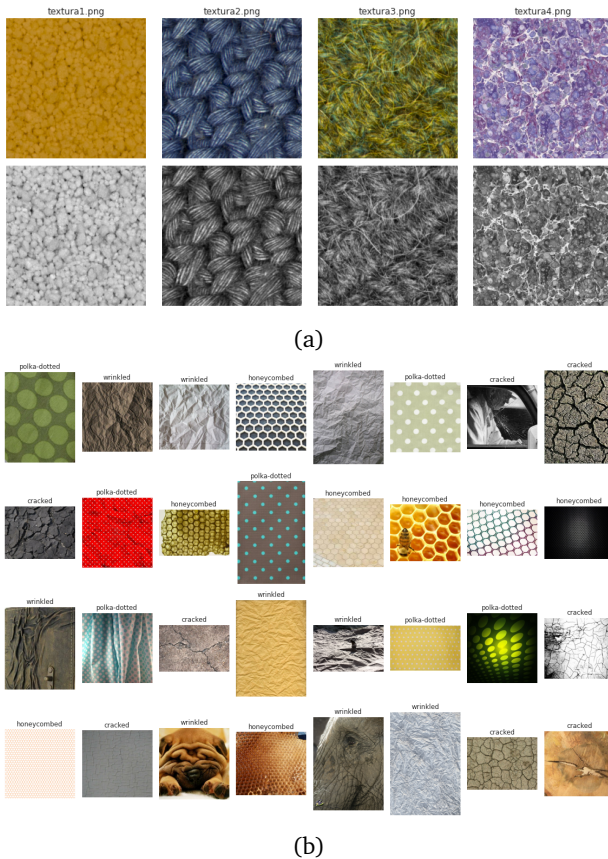 textura1.png textura2.png textura3.png textura4.png
(a)
polka-dotted wrinkled wrinkled honeycombed wrinkled polka-dotted cracked cracked
cracked polka-dotted honeycombed polka-dotted honeycombed honeycombed honeycombed honeycombed
wrinkled polka-dotted cracked wrinkled wrinkled polka-dotted polka-dotted cracked
honeycombed cracked wrinkled honeycombed wrinkled wrinkled cracked cracked
(b)